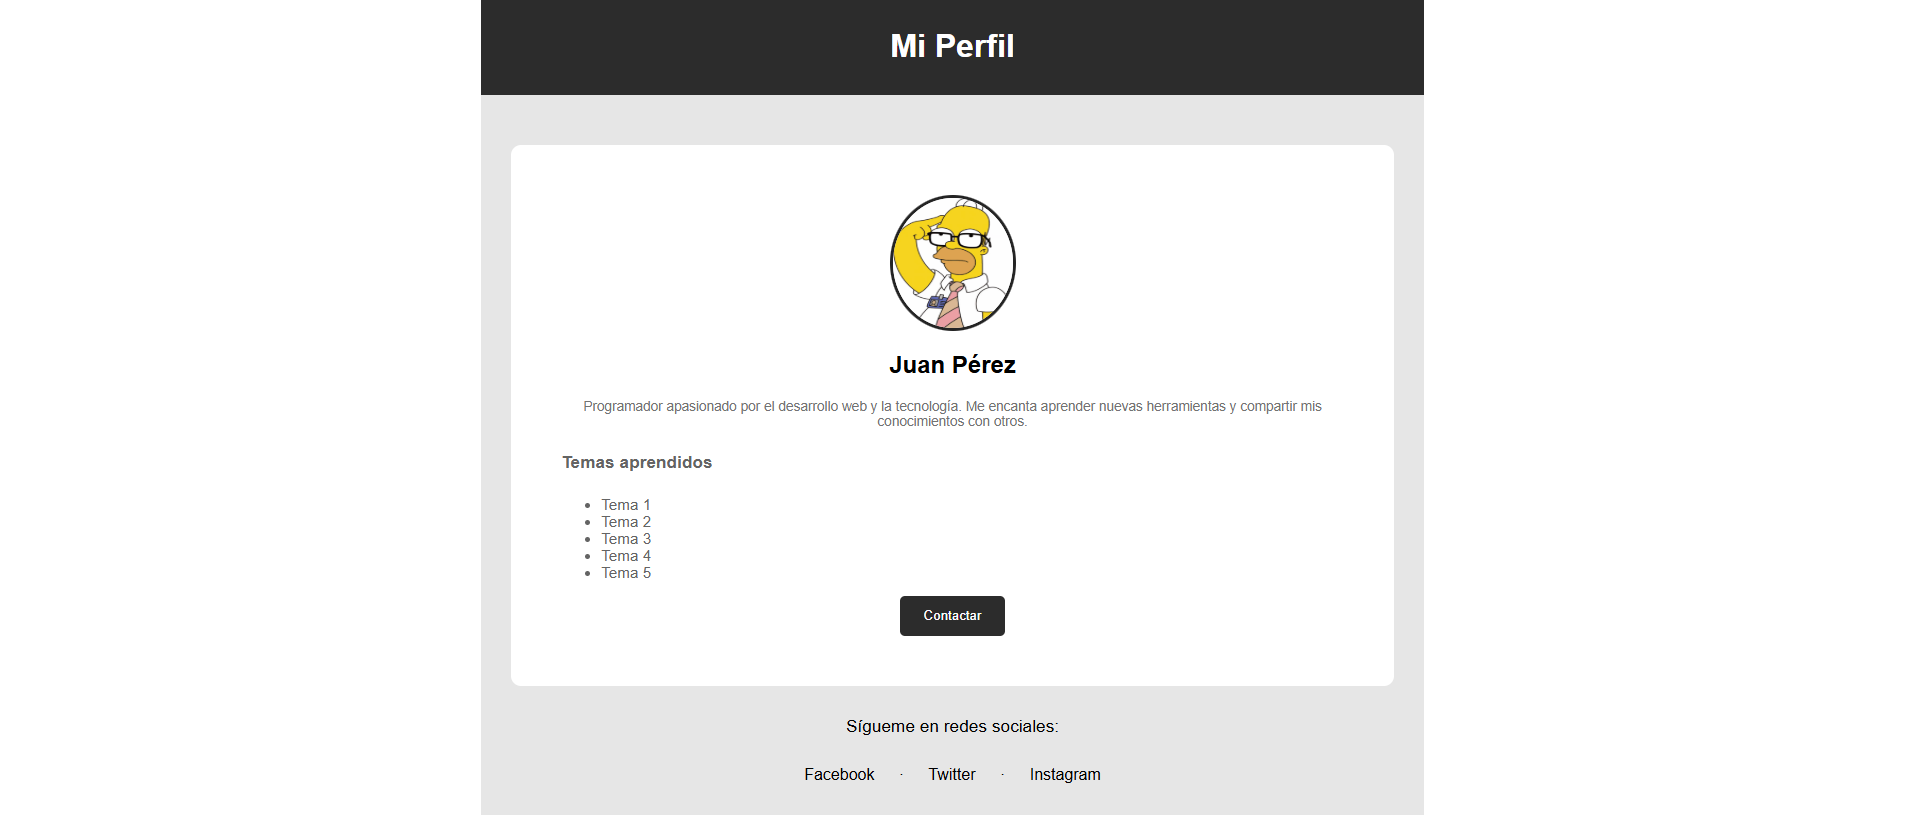 Mi Perfil
Juan Pérez
Programador apasionado por el desarrollo web y la tecnología. Me encanta aprender nuevas herramientas y compartir mis
conocimientos con otros.
Temas aprendidos
• Tema 1
• Tema 2
• Tema 3
• Tema 4
• Tema 5
Contactar
Sígueme en redes sociales:
Facebook · Twitter · Instagram